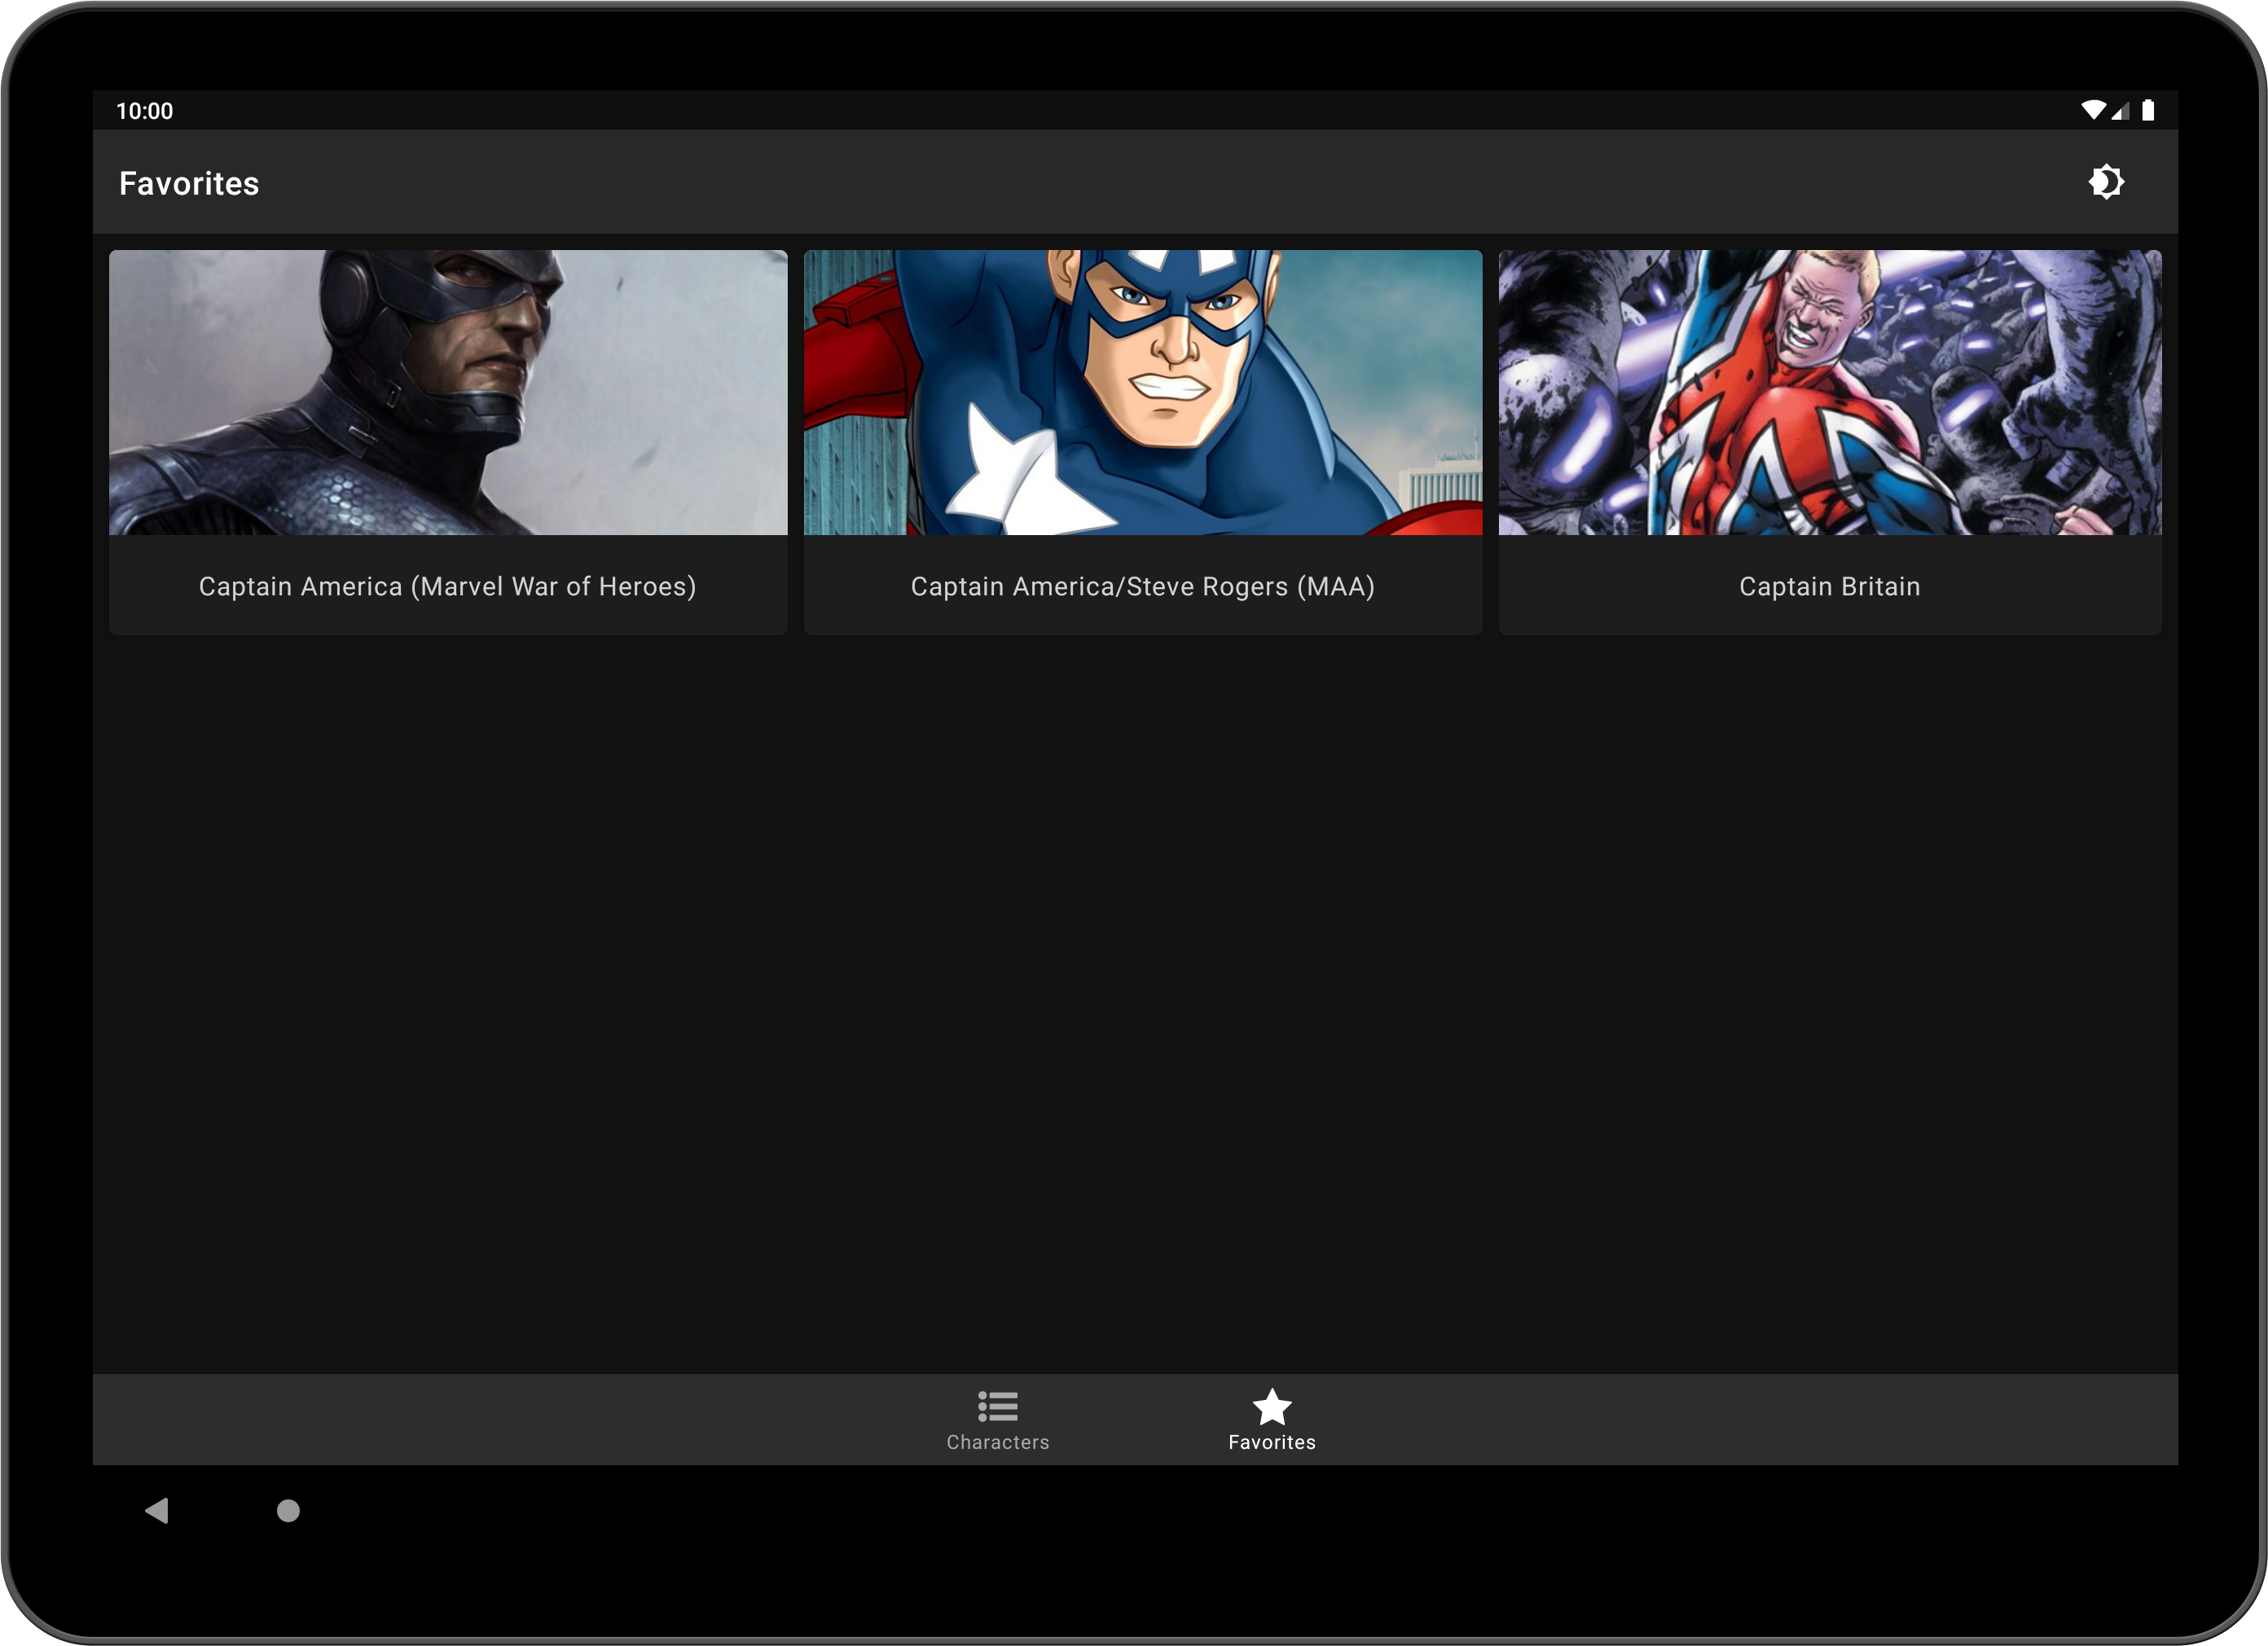 10:00
Favorites
Captain America (Marvel War of Heroes)
Captain America/Steve Rogers (MAA)
Captain Britain
Characters
Favorites